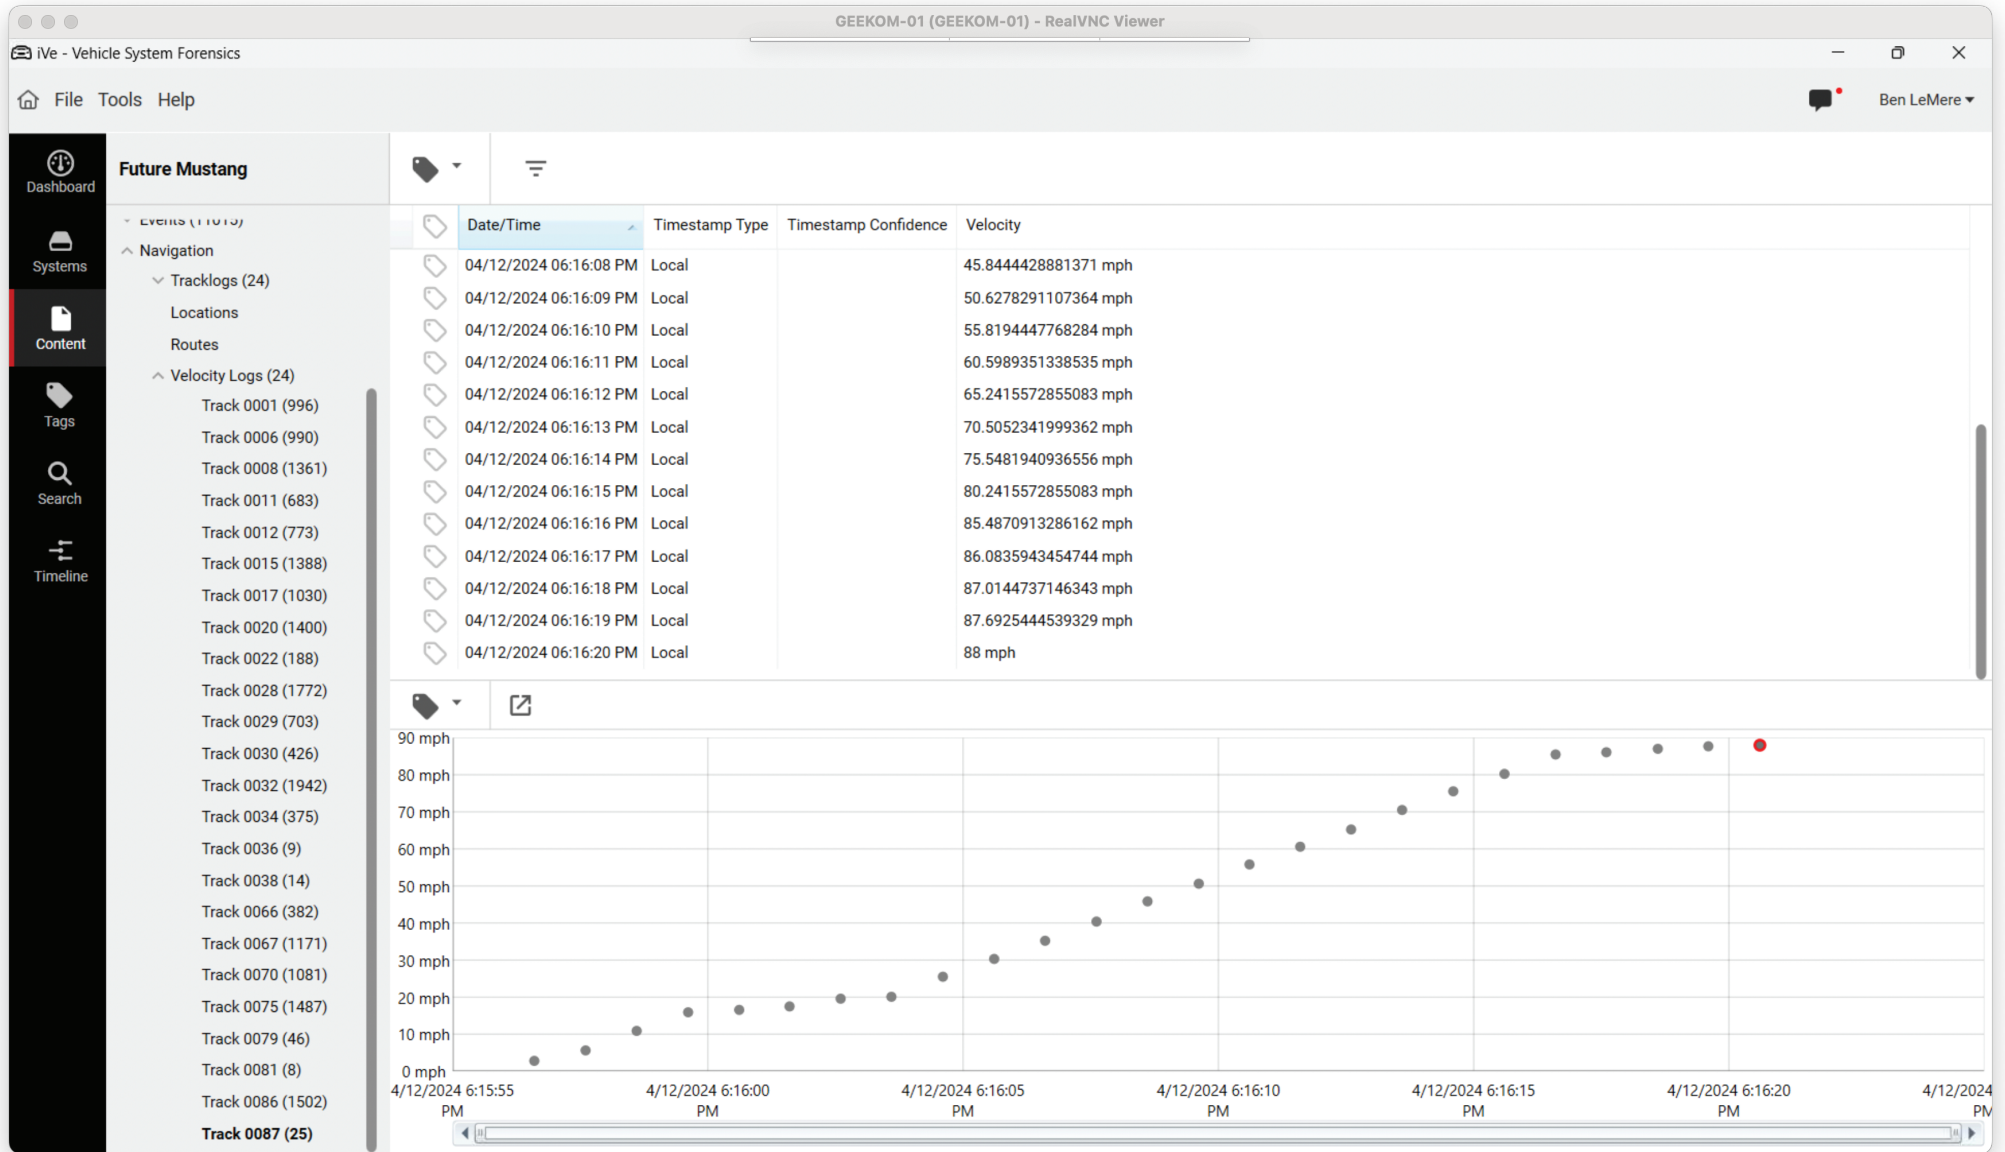 GEEKOM-01 (GEEKOM-01) - RealVNC Viewer
iVe - Vehicle System Forensics
File Tools Help
Ben LeMere
Dashboard
Systems
Content
Tags
Search
Timeline
Future Mustang
Events (11015)
Navigation
Tracklogs (24)
Locations
Routes
Velocity Logs (24)
Track 0001 (996)
Track 0006 (990)
Track 0008 (1361)
Track 0011 (683)
Track 0012 (773)
Track 0015 (1388)
Track 0017 (1030)
Track 0020 (1400)
Track 0022 (188)
Track 0028 (1772)
Track 0029 (703)
Track 0030 (426)
Track 0032 (1942)
Track 0034 (375)
Track 0036 (9)
Track 0038 (14)
Track 0066 (382)
Track 0067 (1171)
Track 0070 (1081)
Track 0075 (1487)
Track 0079 (46)
Track 0081 (8)
Track 0086 (1502)
Track 0087 (25)
Date/Time Timestamp Type Timestamp Confidence Velocity
04/12/2024 06:16:08 PM Local 45.8444428881371 mph
04/12/2024 06:16:09 PM Local 50.6278291107364 mph
04/12/2024 06:16:10 PM Local 55.8194447768284 mph
04/12/2024 06:16:11 PM Local 60.5989351338535 mph
04/12/2024 06:16:12 PM Local 65.2415572855083 mph
04/12/2024 06:16:13 PM Local 70.5052341999362 mph
04/12/2024 06:16:14 PM Local 75.5481940936556 mph
04/12/2024 06:16:15 PM Local 80.2415572855083 mph
04/12/2024 06:16:16 PM Local 85.4870913286162 mph
04/12/2024 06:16:17 PM Local 86.0835943454744 mph
04/12/2024 06:16:18 PM Local 87.0144737146343 mph
04/12/2024 06:16:19 PM Local 87.6925444539329 mph
04/12/2024 06:16:20 PM Local 88 mph
90 mph
80 mph
70 mph
60 mph
50 mph
40 mph
30 mph
20 mph
10 mph
0 mph
4/12/2024 6:15:55 PM
4/12/2024 6:16:00 PM
4/12/2024 6:16:05 PM
4/12/2024 6:16:10 PM
4/12/2024 6:16:15 PM
4/12/2024 6:16:20 PM
4/12/2024